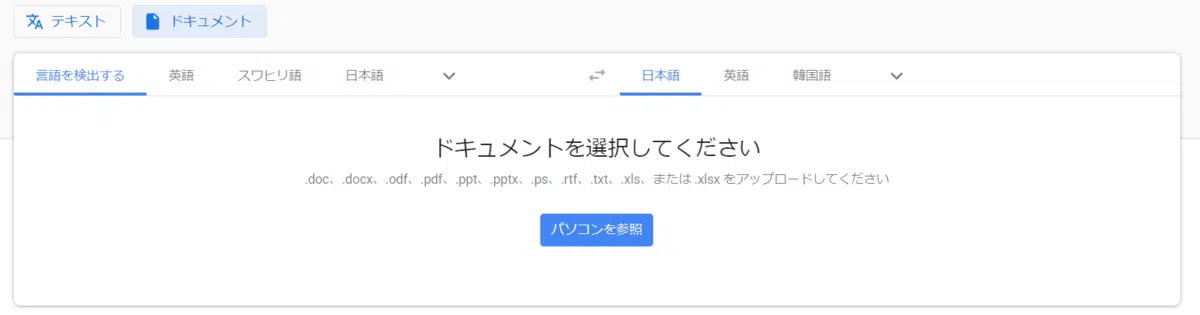 テキスト ドキュメント
言語を検出する 英語 スワヒリ語 日本語 日本語 英語 韓国語
ドキュメントを選択してください
.doc、.docx、.odf、.pdf、.ppt、.pptx、.ps、.rtf、.txt、.xls、または .xlsx をアップロードしてください
パソコンを参照